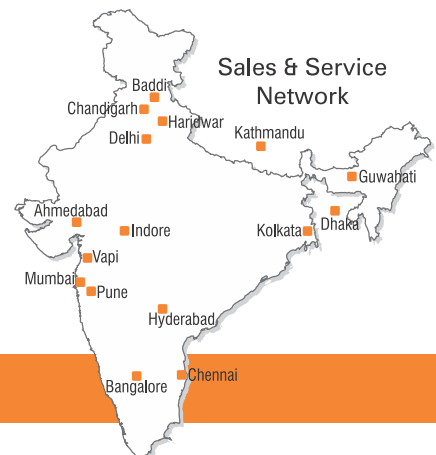 Sales & Service
Network
Baddi
Chandigarh
Haridwar
Delhi
Kathmandu
Guwahati
Ahmedabad
Indore
Kolkata
Dhaka
Vapi
Mumbai
Pune
Hyderabad
Bangalore
Chennai